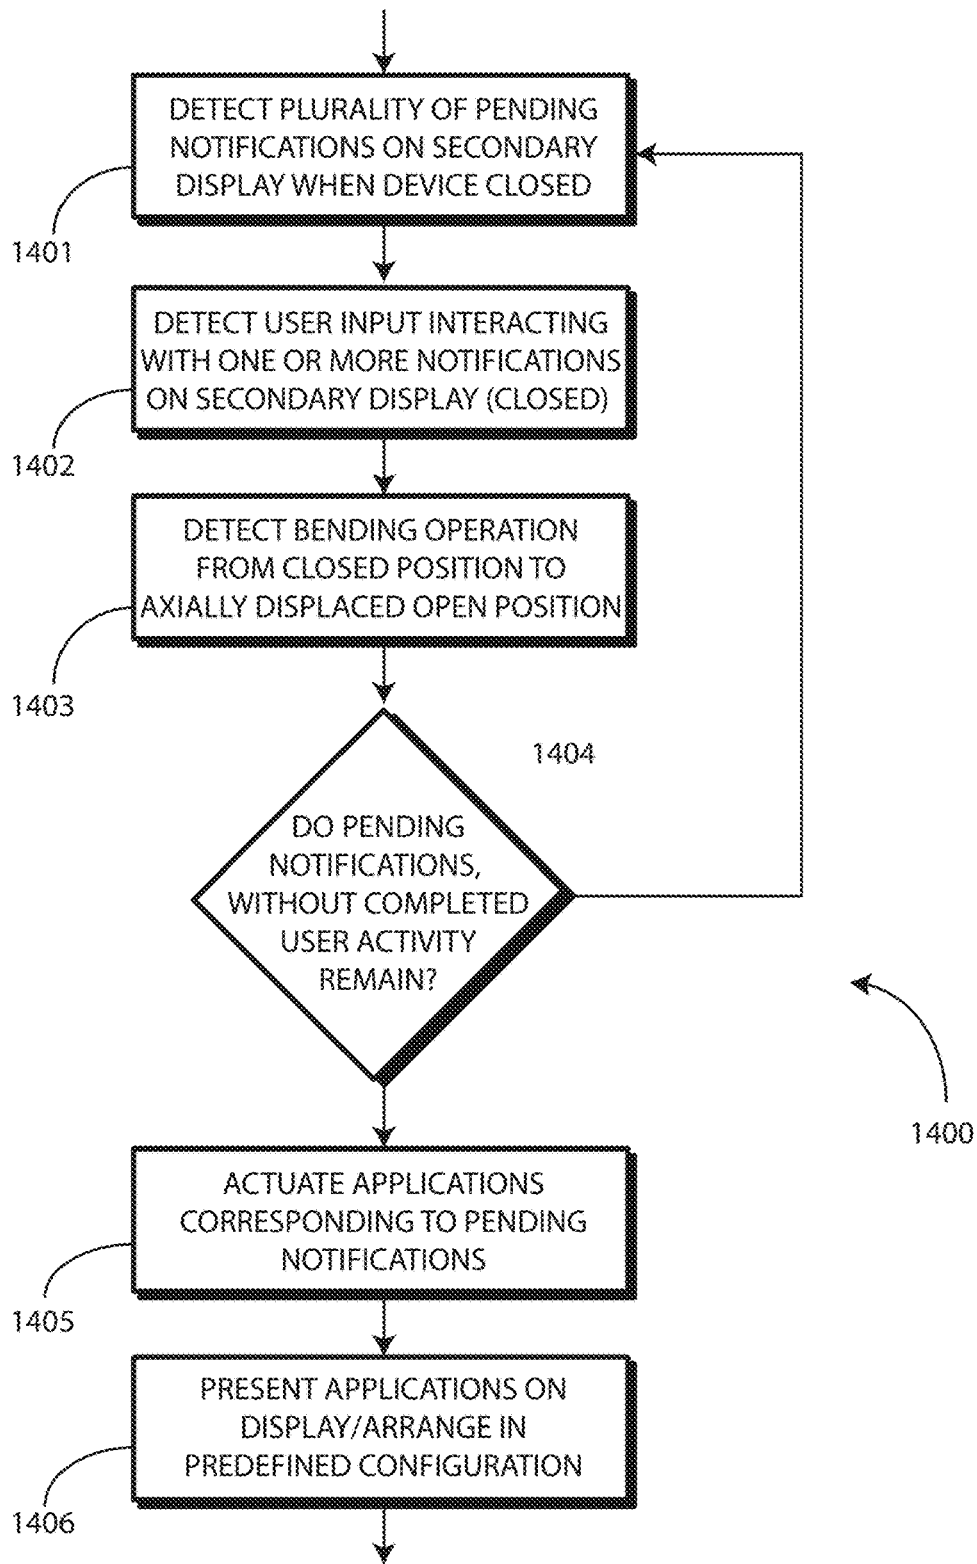 DETECT PLURALITY OF PENDING
NOTIFICATIONS ON SECONDARY
DISPLAY WHEN DEVICE CLOSED
1401
DETECT USER INPUT INTERACTING
WITH ONE OR MORE NOTIFICATIONS
ON SECONDARY DISPLAY (CLOSED)
1402
DETECT BENDING OPERATION
FROM CLOSED POSITION TO
AXIALLY DISPLACED OPEN POSITION
1403
1404
DO PENDING
NOTIFICATIONS,
WITHOUT COMPLETED
USER ACTIVITY
REMAIN?
1400
ACTUATE APPLICATIONS
CORRESPONDING TO PENDING
NOTIFICATIONS
1405
PRESENT APPLICATIONS ON
DISPLAY/ARRANGE IN
PREDEFINED CONFIGURATION
1406